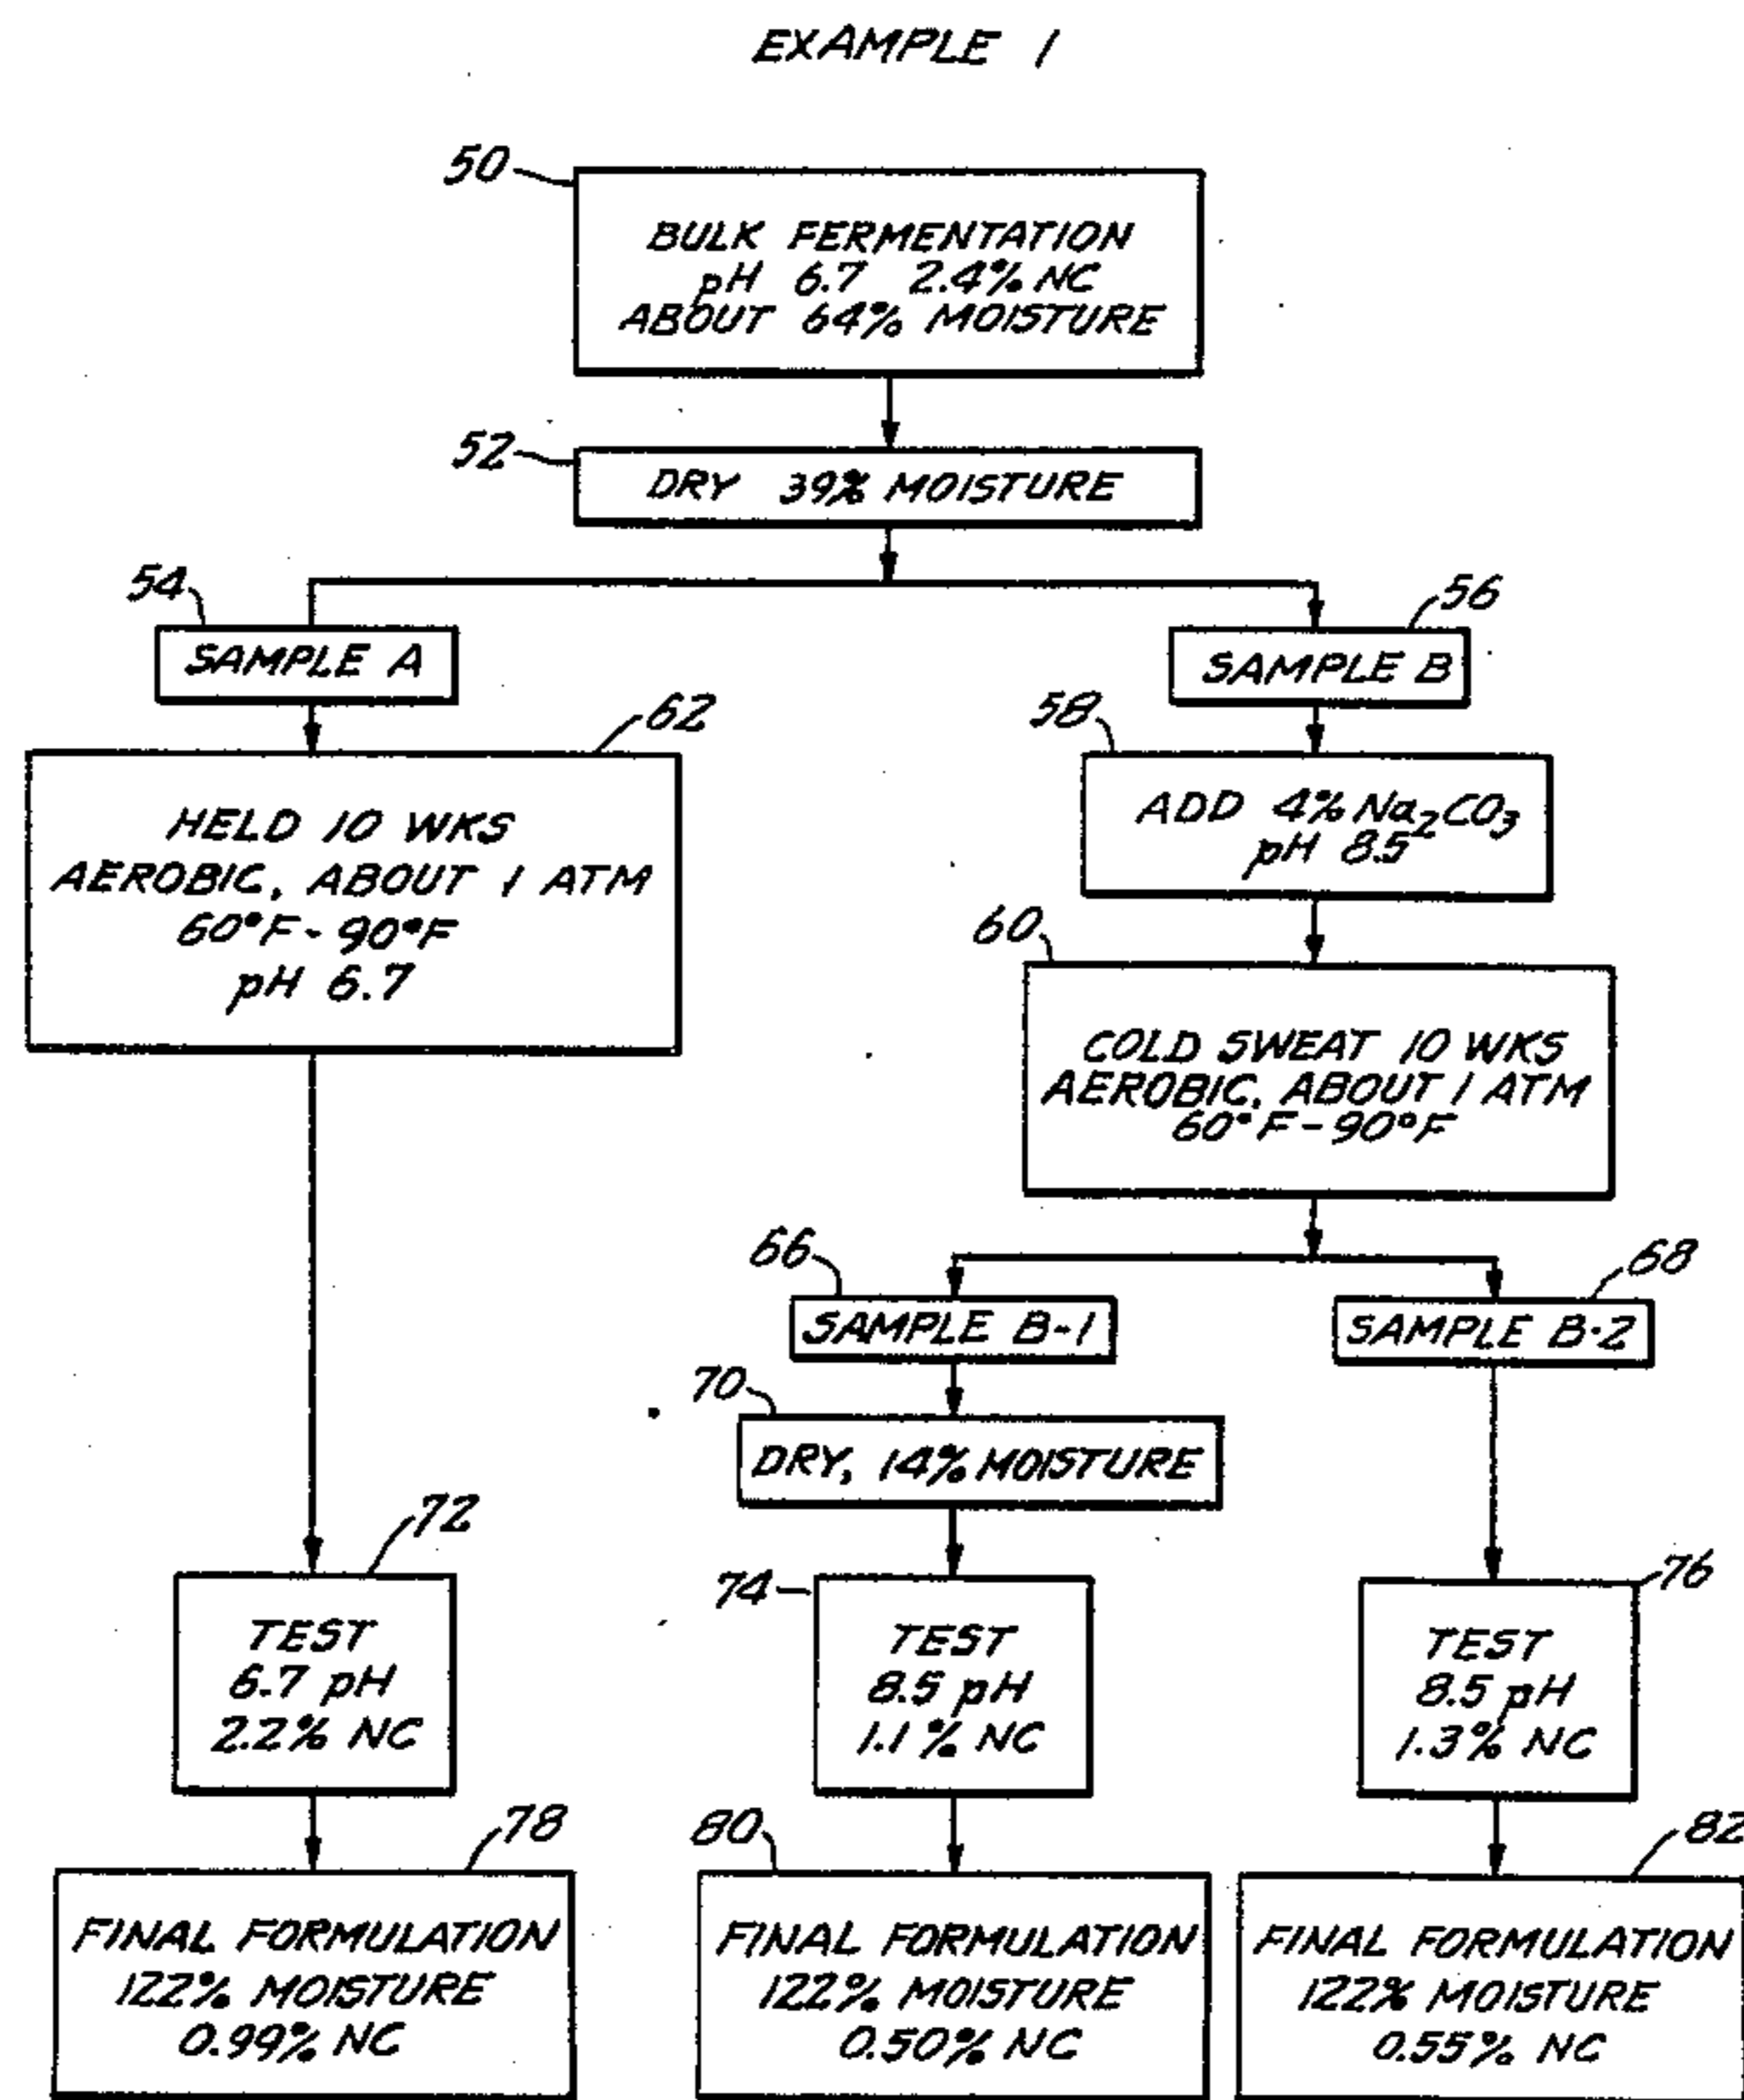 EXAMPLE 1
50
BULK FERMENTATION
pH 6.7 2.4% NC
ABOUT 64% MOISTURE
52
DRY 39% MOISTURE
54
SAMPLE A
56
SAMPLE B
62
HELD 10 WKS
AEROBIC, ABOUT 1 ATM
60°F - 90°F
pH 6.7
58
ADD 4% Na₂CO₃
pH 8.5
60
COLD SWEAT 10 WKS
AEROBIC, ABOUT 1 ATM
60°F - 90°F
66
SAMPLE B-1
68
SAMPLE B-2
70
DRY, 14% MOISTURE
72
TEST
6.7 pH
2.2% NC
74
TEST
8.5 pH
1.1% NC
76
TEST
8.5 pH
1.3% NC
78
FINAL FORMULATION
122% MOISTURE
0.99% NC
80
FINAL FORMULATION
122% MOISTURE
0.50% NC
82
FINAL FORMULATION
122% MOISTURE
0.55% NC